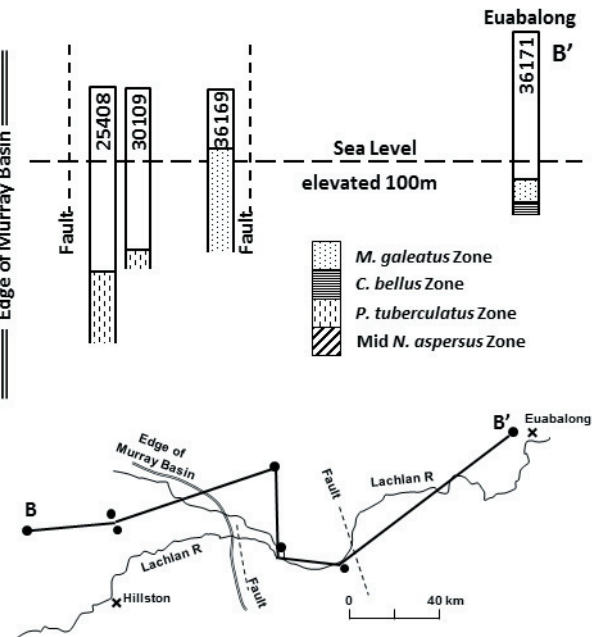 Euabalong
B’
Edge of Murray Basin
Fault
25408
30109
36169
Fault
36171
Sea Level
elevated 100m
M. galeatus Zone
C. bellus Zone
P. tuberculatus Zone
Mid N. aspersus Zone
B’
Euabalong
Edge of
Murray Basin
Fault
Lachlan R
B
Lachlan R
Fault
Hillston
0 40 km